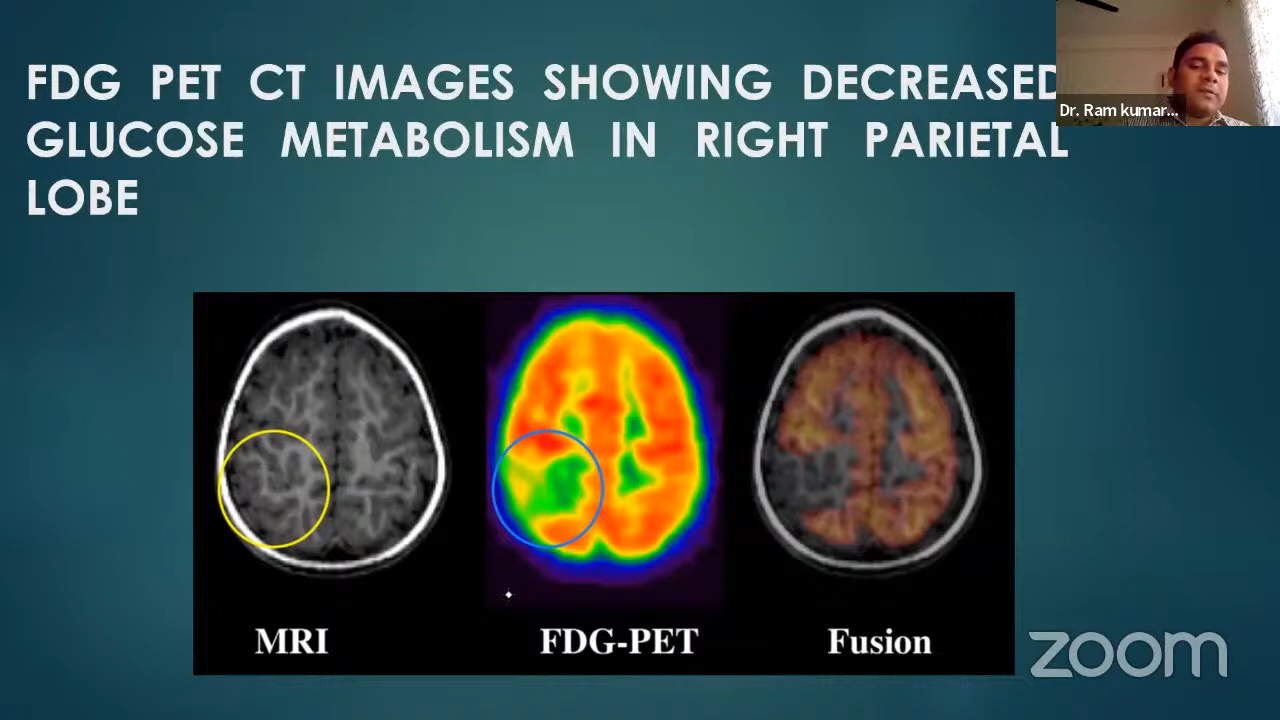 FDG PET CT IMAGES SHOWING DECREASED
GLUCOSE METABOLISM IN RIGHT PARIETAL
LOBE
Dr. Ram kumar...
MRI
FDG-PET
Fusion
zoom